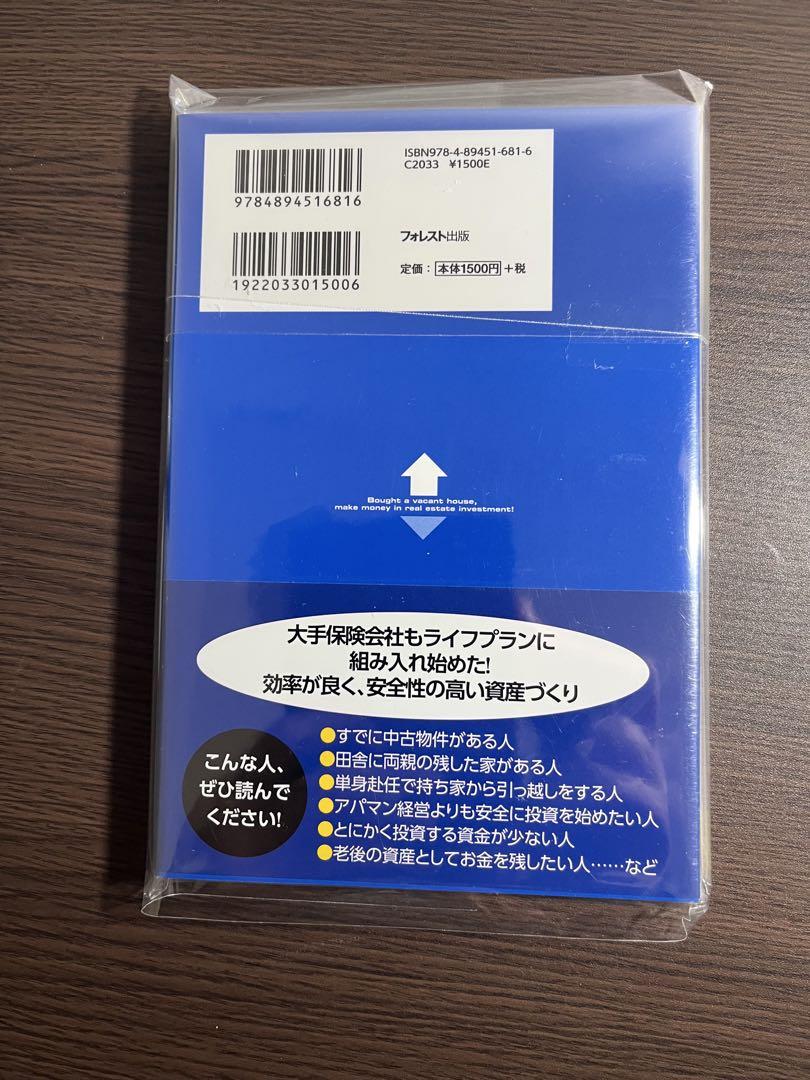 ISBN978-4-89451-681-6
C2033 ¥1500E
9784894516816
フォレスト出版
1922033015006
定価：本体1500円＋税
Bought a vacant house,
make money in real estate investment!
大手保険会社もライフプランに
組み入れ始めた!
効率が良く、安全性の高い資産づくり
こんな人、
ぜひ読んで
ください!
●すでに中古物件がある人
●田舎に両親の残した家がある人
●単身赴任で持ち家から引っ越しをする人
●アパマン経営よりも安全に投資を始めたい人
●とにかく投資する資金が少ない人
●老後の資産としてお金を残したい人……など